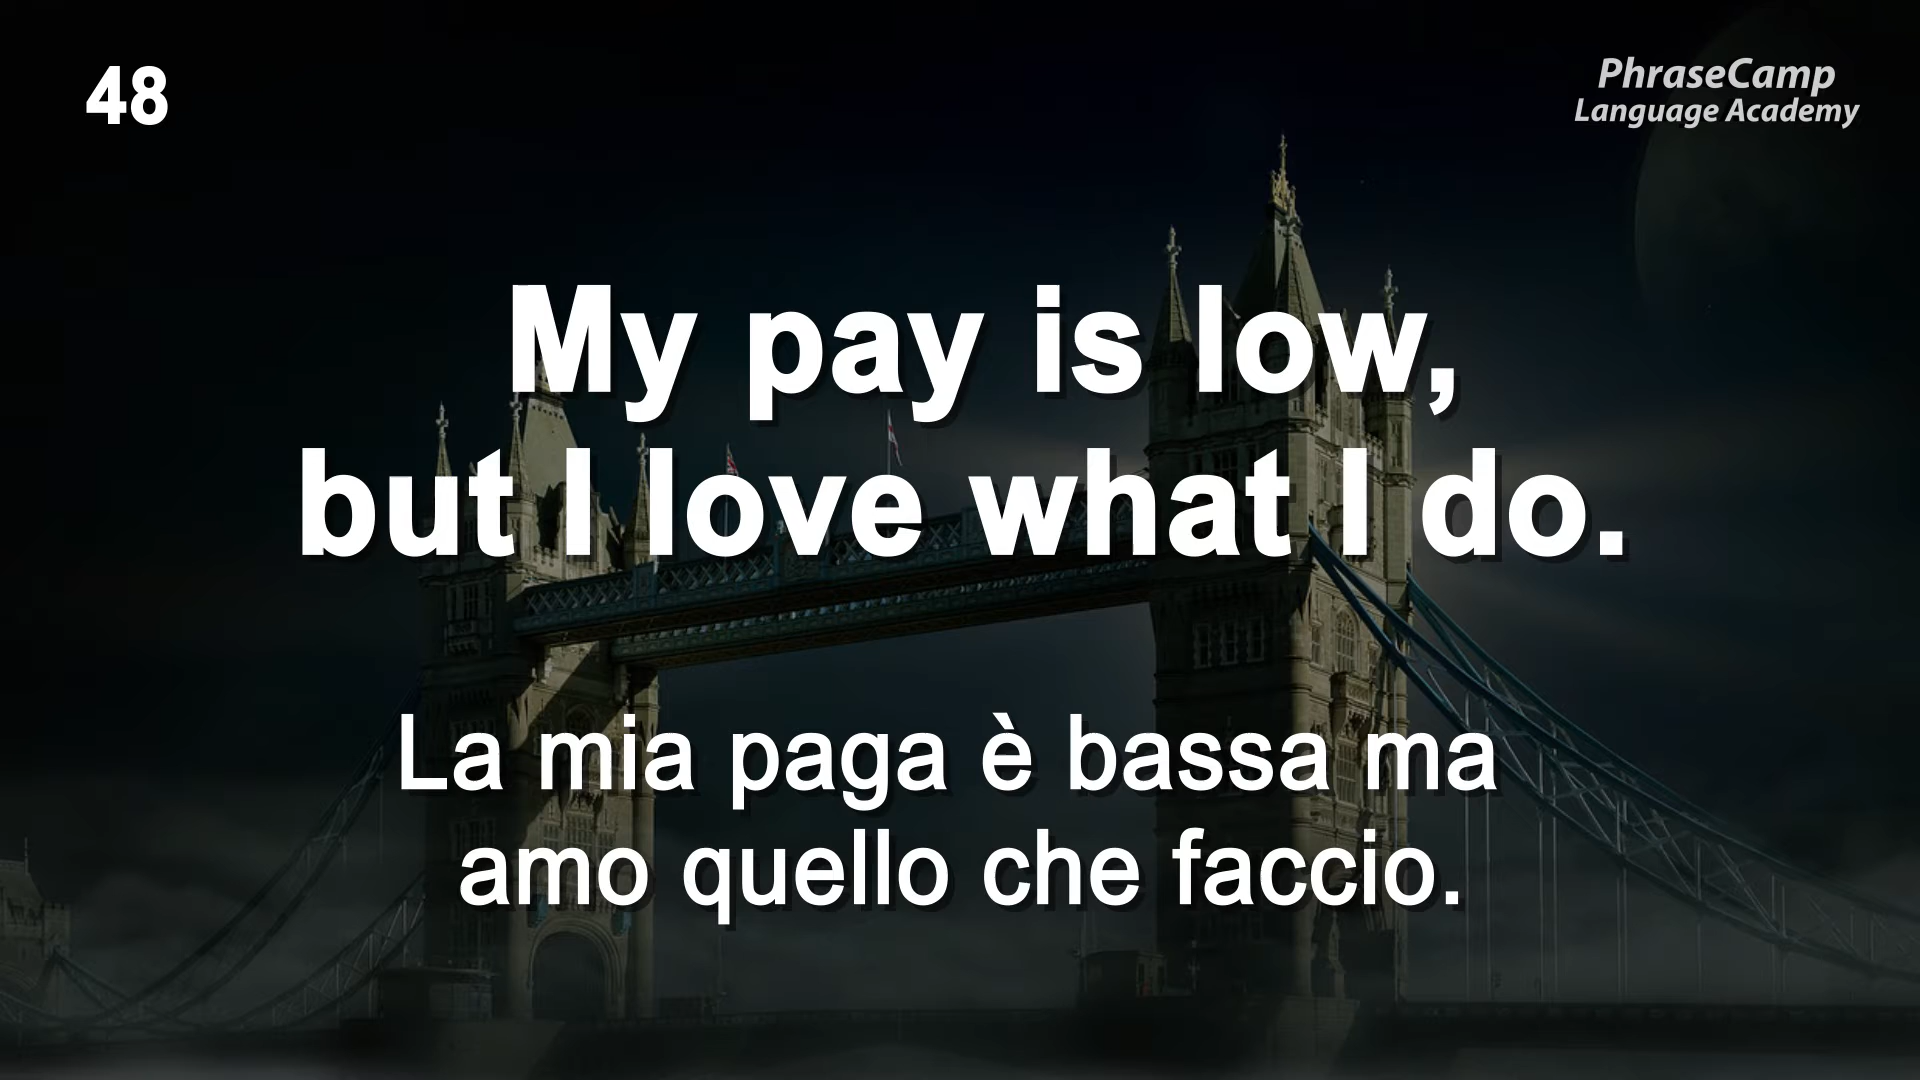 48
PhraseCamp
Language Academy
My pay is low,
but I love what I do.
La mia paga è bassa ma
amo quello che faccio.